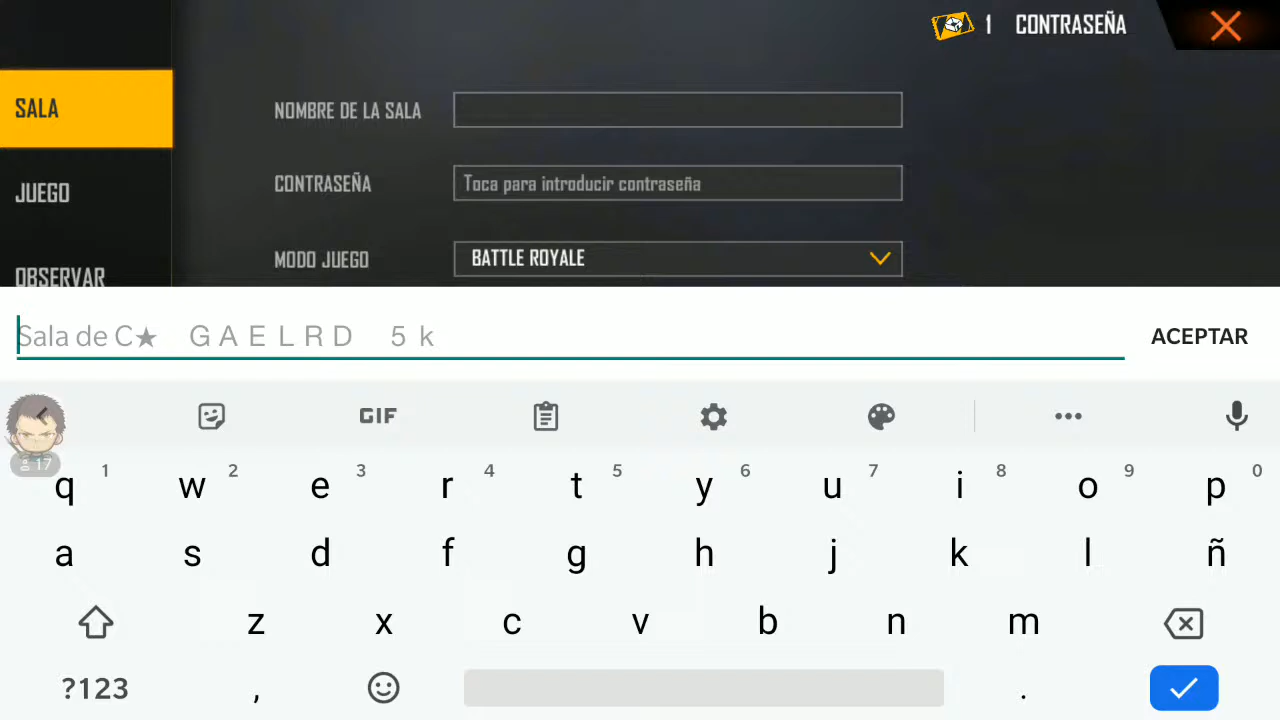 1 CONTRASEÑA
SALA
NOMBRE DE LA SALA
JUEGO
CONTRASEÑA Toca para introducir contraseña
OBSERVAR
MODO JUEGO BATTLE ROYALE
Sala de C★ G A E L R D 5 k
ACEPTAR
GIF
17
q 1 w 2 e 3 r 4 t 5 y 6 u 7 i 8 o 9 p 0
a s d f g h j k l ñ
z x c v b n m
?123 , .